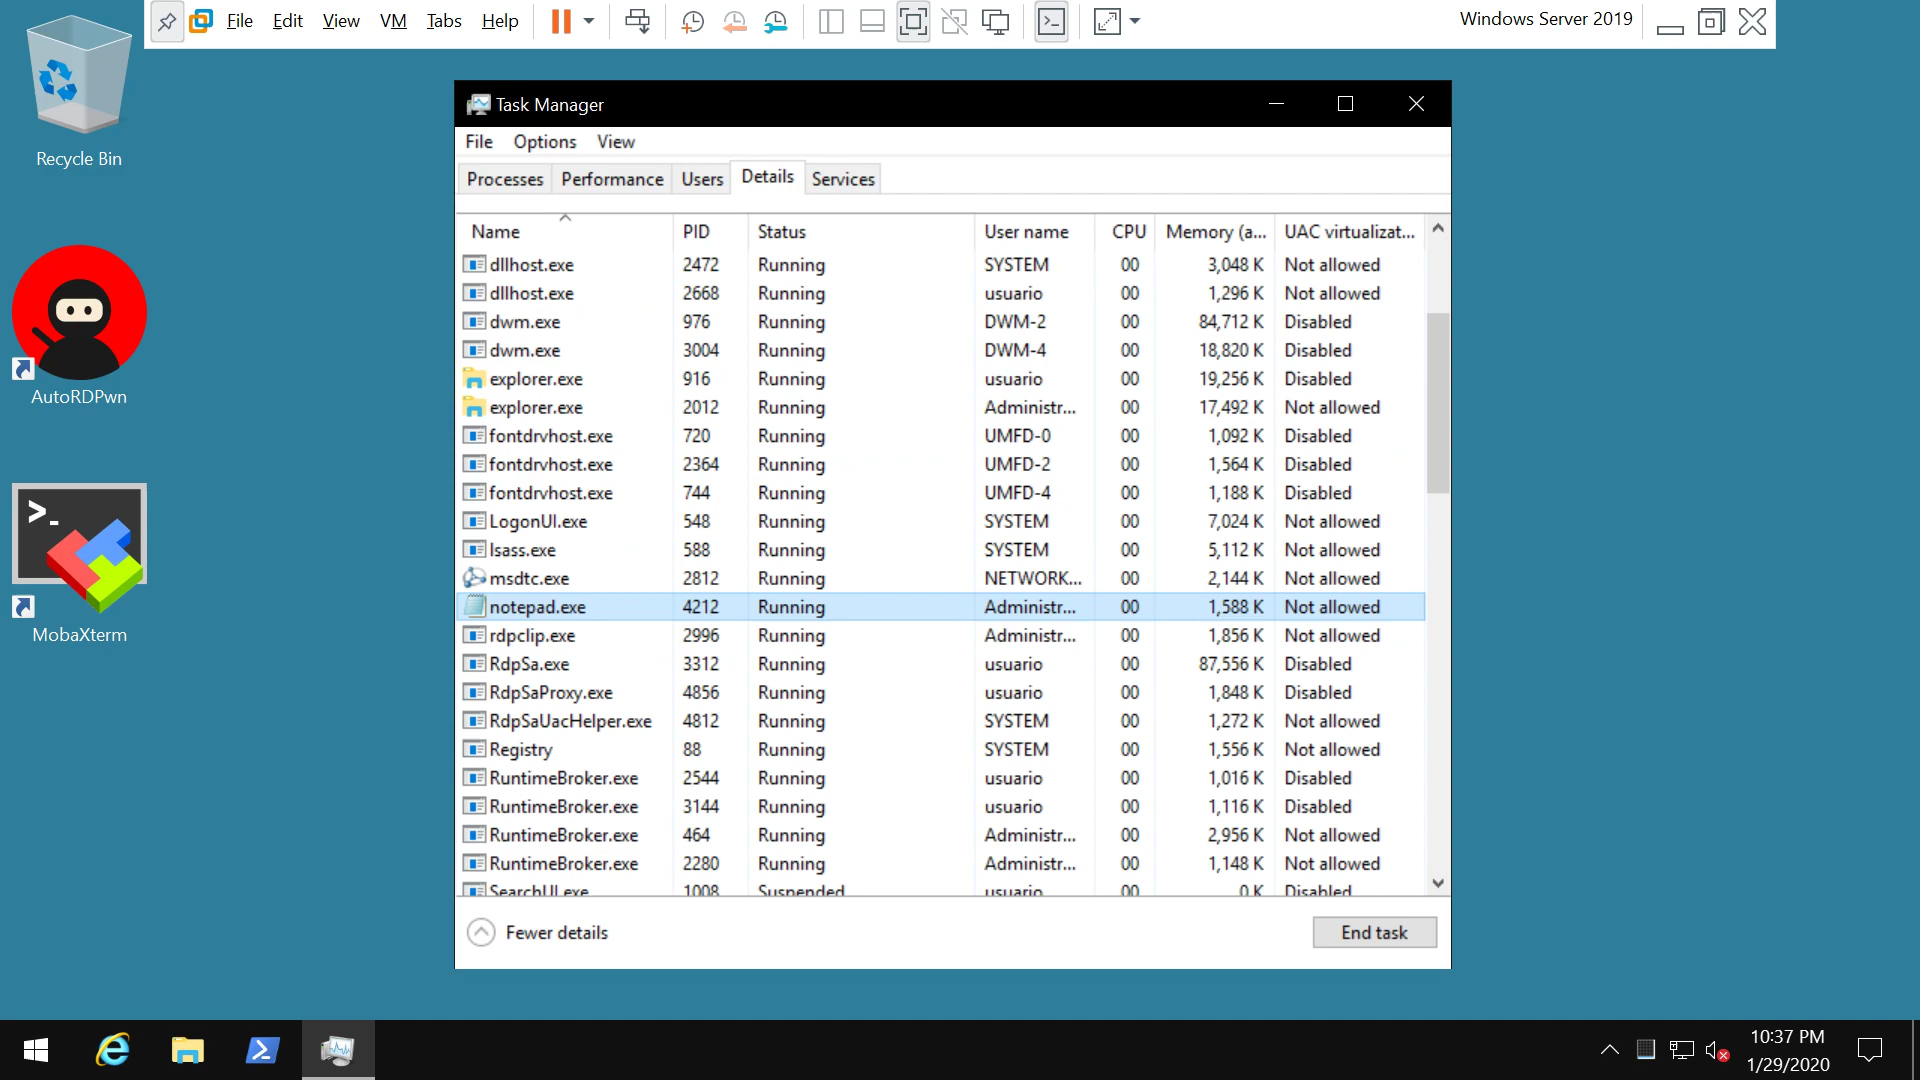 File Edit View VM Tabs Help Windows Server 2019
Recycle Bin
AutoRDPwn
>_
MobaXterm
Task Manager
File Options View
Processes Performance Users Details Services
Name PID Status User name CPU Memory (a... UAC virtualizat...
dllhost.exe 2472 Running SYSTEM 00 3,048 K Not allowed
dllhost.exe 2668 Running usuario 00 1,296 K Not allowed
dwm.exe 976 Running DWM-2 00 84,712 K Disabled
dwm.exe 3004 Running DWM-4 00 18,820 K Disabled
explorer.exe 916 Running usuario 00 19,256 K Disabled
explorer.exe 2012 Running Administr... 00 17,492 K Not allowed
fontdrvhost.exe 720 Running UMFD-0 00 1,092 K Disabled
fontdrvhost.exe 2364 Running UMFD-2 00 1,564 K Disabled
fontdrvhost.exe 744 Running UMFD-4 00 1,188 K Disabled
LogonUI.exe 548 Running SYSTEM 00 7,024 K Not allowed
lsass.exe 588 Running SYSTEM 00 5,112 K Not allowed
msdtc.exe 2812 Running NETWORK... 00 2,144 K Not allowed
notepad.exe 4212 Running Administr... 00 1,588 K Not allowed
rdpclip.exe 2996 Running Administr... 00 1,856 K Not allowed
RdpSa.exe 3312 Running usuario 00 87,556 K Disabled
RdpSaProxy.exe 4856 Running usuario 00 1,848 K Disabled
RdpSaUacHelper.exe 4812 Running SYSTEM 00 1,272 K Not allowed
Registry 88 Running SYSTEM 00 1,556 K Not allowed
RuntimeBroker.exe 2544 Running usuario 00 1,016 K Disabled
RuntimeBroker.exe 3144 Running usuario 00 1,116 K Disabled
RuntimeBroker.exe 464 Running Administr... 00 2,956 K Not allowed
RuntimeBroker.exe 2280 Running Administr... 00 1,148 K Not allowed
SearchUI.exe 1008 Suspended usuario 00 0 K Disabled
Fewer details End task
10:37 PM
1/29/2020